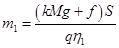 m₁ = (kMg + f)S / qη₁